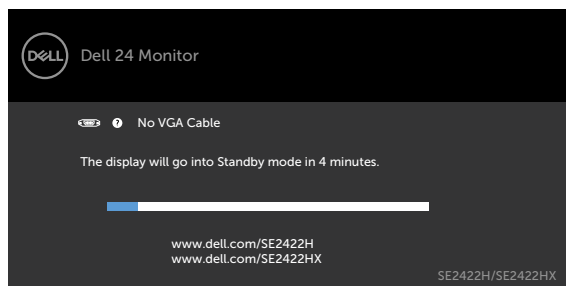 DELL Dell 24 Monitor
? No VGA Cable
The display will go into Standby mode in 4 minutes.
www.dell.com/SE2422H
www.dell.com/SE2422HX
SE2422H/SE2422HX